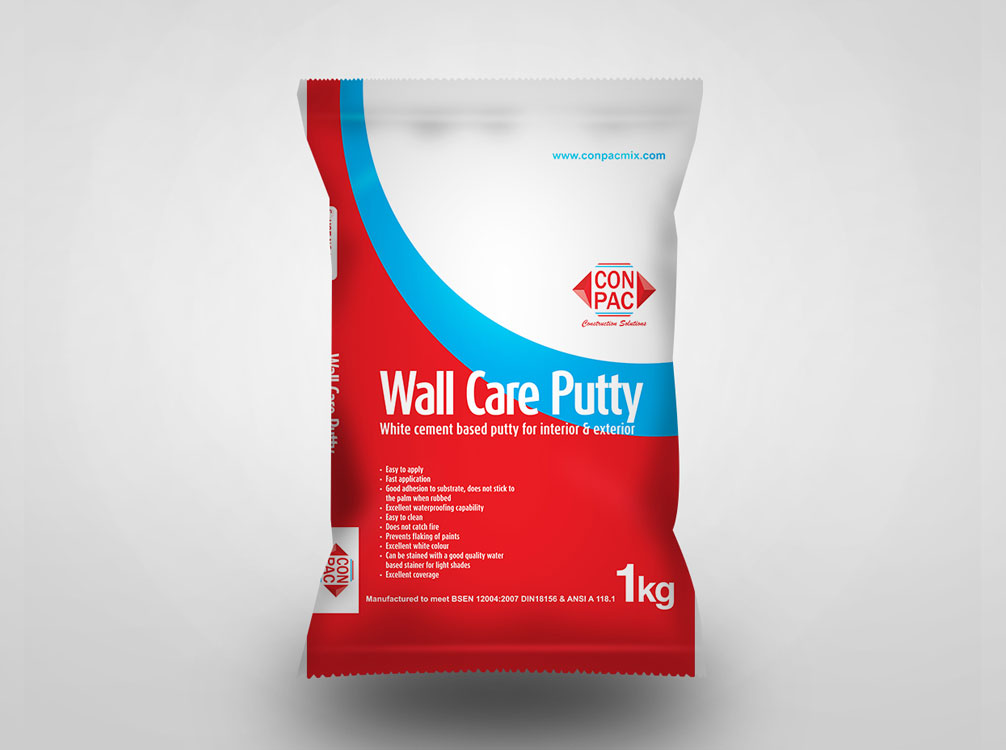 www.conpacmix.com
CON
PAC
Construction Solutions
Wall Care Putty
White cement based putty for interior & exterior
• Easy to apply
• Fast application
• Good adhesion to substrate, does not stick to
the palm when rubbed
• Excellent waterproofing capability
• Easy to clean
• Does not catch fire
• Prevents flaking of paints
• Excellent white colour
• Can be stained with a good quality water
based stainer for light shades
• Excellent coverage
Manufactured to meet BSEN 12004:2007 DIN18156 & ANSI A 118.1
1kg
Wall Care Putty
CON
PAC